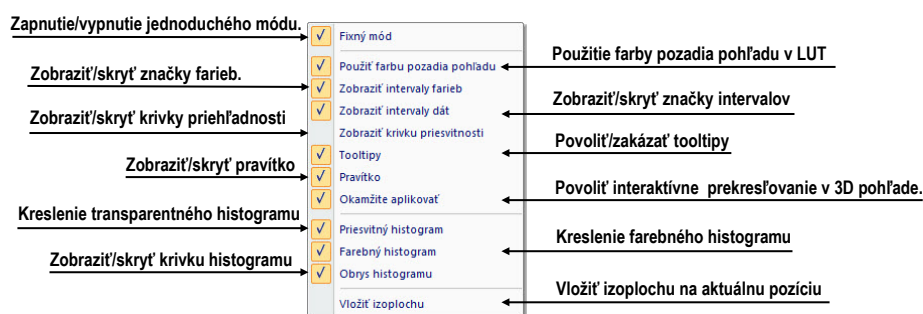 Zapnutie/vypnutie jednoduchého módu.
Fixný mód
Použitie farby pozadia pohľadu v LUT
Použiť farbu pozadia pohľadu
Zobraziť/skryť značky farieb.
Zobraziť intervaly farieb
Zobraziť/skryť značky intervalov
Zobraziť intervaly dát
Zobraziť/skryť krivky priehľadnosti
Zobraziť krivku priesvitnosti
Povoliť/zakázať tooltipy
Tooltipy
Zobraziť/skryť pravítko
Pravítko
Povoliť interaktívne prekresľovanie v 3D pohľade.
Okamžite aplikovať
Kreslenie transparentného histogramu
Priesvitný histogram
Kreslenie farebného histogramu
Farebný histogram
Zobraziť/skryť krivku histogramu
Obrys histogramu
Vložiť izoplochu na aktuálnu pozíciu
Vložiť izoplochu